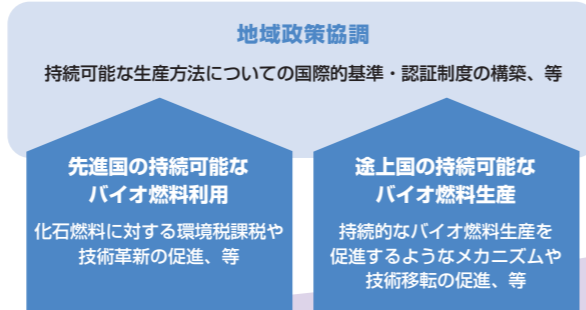 地域政策協調
持続可能な生産方法についての国際的基準・認証制度の構築、等
先進国の持続可能な
バイオ燃料利用
化石燃料に対する環境税課税や
技術革新の促進、等
途上国の持続可能な
バイオ燃料生産
持続的なバイオ燃料生産を
促進するようなメカニズムや
技術移転の促進、等